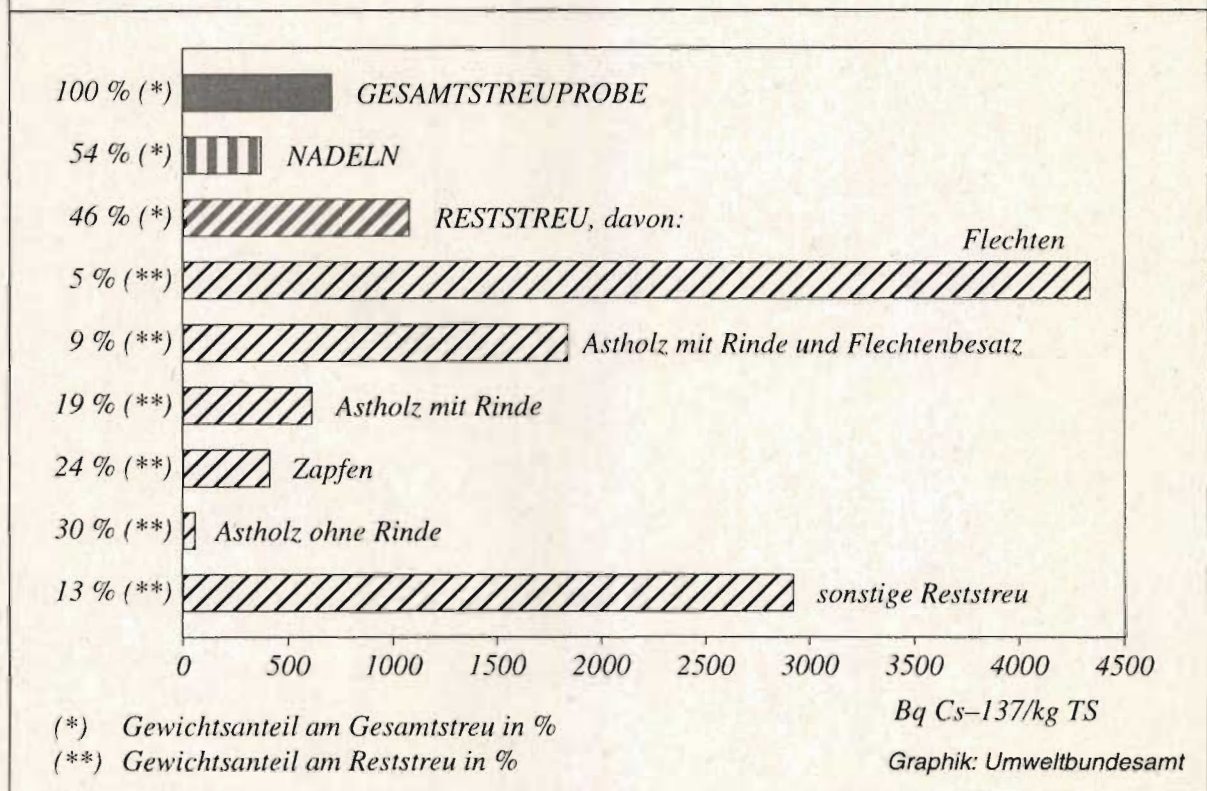 100 % (*) GESAMTSTREUPROBE
54 % (*) NADELN
46 % (*) RESTSTREU, davon:
Flechten
5 % (**)
9 % (**) Astholz mit Rinde und Flechtenbesatz
19 % (**) Astholz mit Rinde
24 % (**) Zapfen
30 % (**) Astholz ohne Rinde
13 % (**) sonstige Reststreu
0 500 1000 1500 2000 2500 3000 3500 4000 4500
Bq Cs–137/kg TS
(*) Gewichtsanteil am Gesamtstreu in %
(**) Gewichtsanteil am Reststreu in %
Graphik: Umweltbundesamt